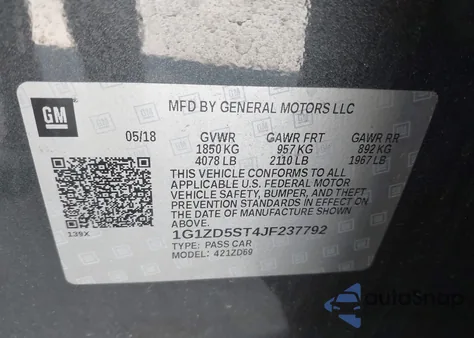 GM
MFD BY GENERAL MOTORS LLC
05/18 GVWR GAWR FRT GAWR RR
1850 KG 957 KG 892 KG
4078 LB 2110 LB 1967 LB
THIS VEHICLE CONFORMS TO ALL
APPLICABLE U.S. FEDERAL MOTOR
VEHICLE SAFETY, BUMPER, AND THEFT
PREVENTION STANDARDS IN EFFECT ON
THE DATE OF MANUFACTURE SHOWN
ABOVE.
139X
1G1ZD5ST4JF237792
TYPE: PASS CAR
MODEL: 421ZD69
autoSnap